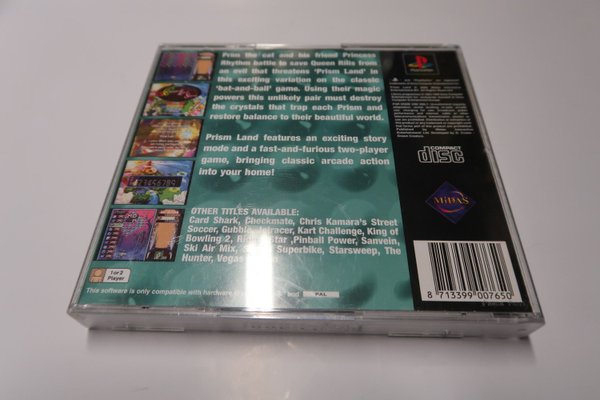 Pron the cat and his friend Princess
Rhythm battle to save Queen Rills from
an evil that threatens 'Prism Land' in
this exciting variation on the classic
'bat-and-ball' game. Using their magic
powers this unlikely pair must destroy
the crystals that trap each Prism and
restore balance to their beautiful world.
Prism Land features an exciting story
mode and a fast-and-furious two-player
game, bringing classic arcade action
into your home!
OTHER TITLES AVAILABLE:
Card Shark, Checkmate, Chris Kamara's Street
Soccer, Gubble, Jetracer, Kart Challenge, King of
Bowling 2, Star ,Pinball Power, Sanvein,
Ski Air Mix, Superbike, Starsweep, The
Hunter, Vegas
1 or 2
Player
This software is only compatible with hardware
PAL
PlayStation
COMPACT
disc
MIDAS
8 713399 007650